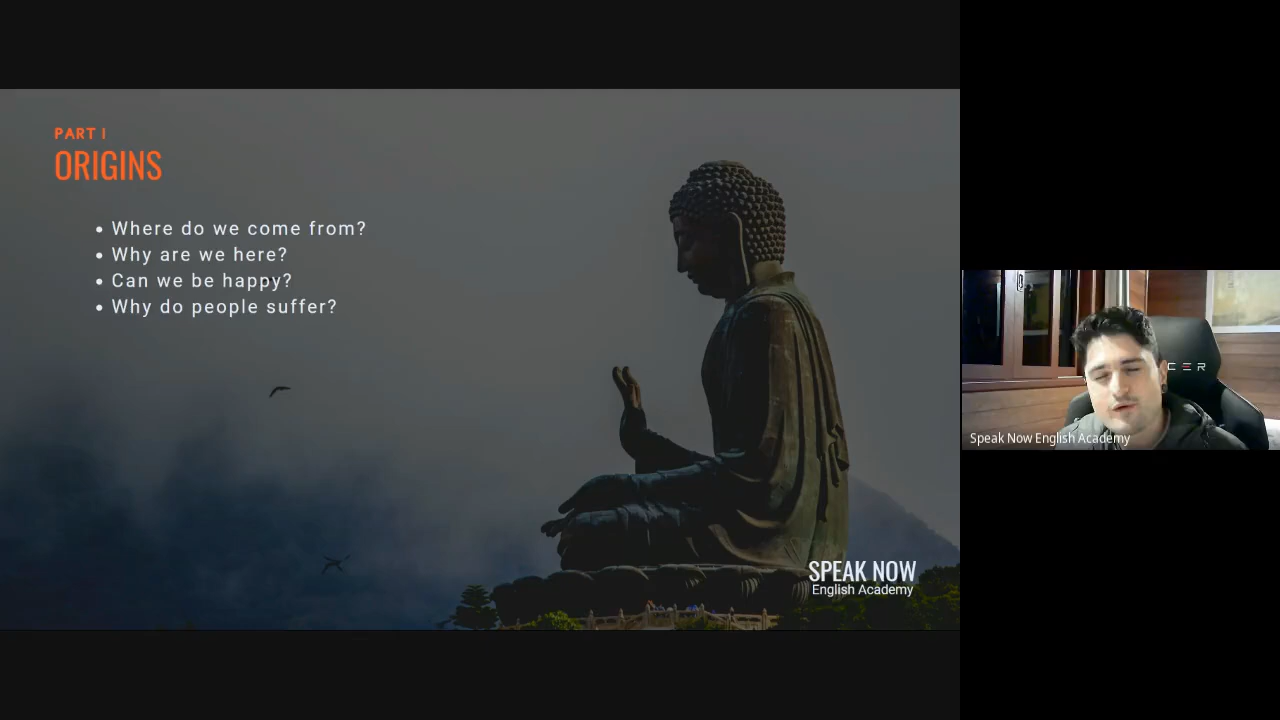 PART I
ORIGINS
• Where do we come from?
• Why are we here?
• Can we be happy?
• Why do people suffer?
SPEAK NOW
English Academy
CER
Speak Now English Academy